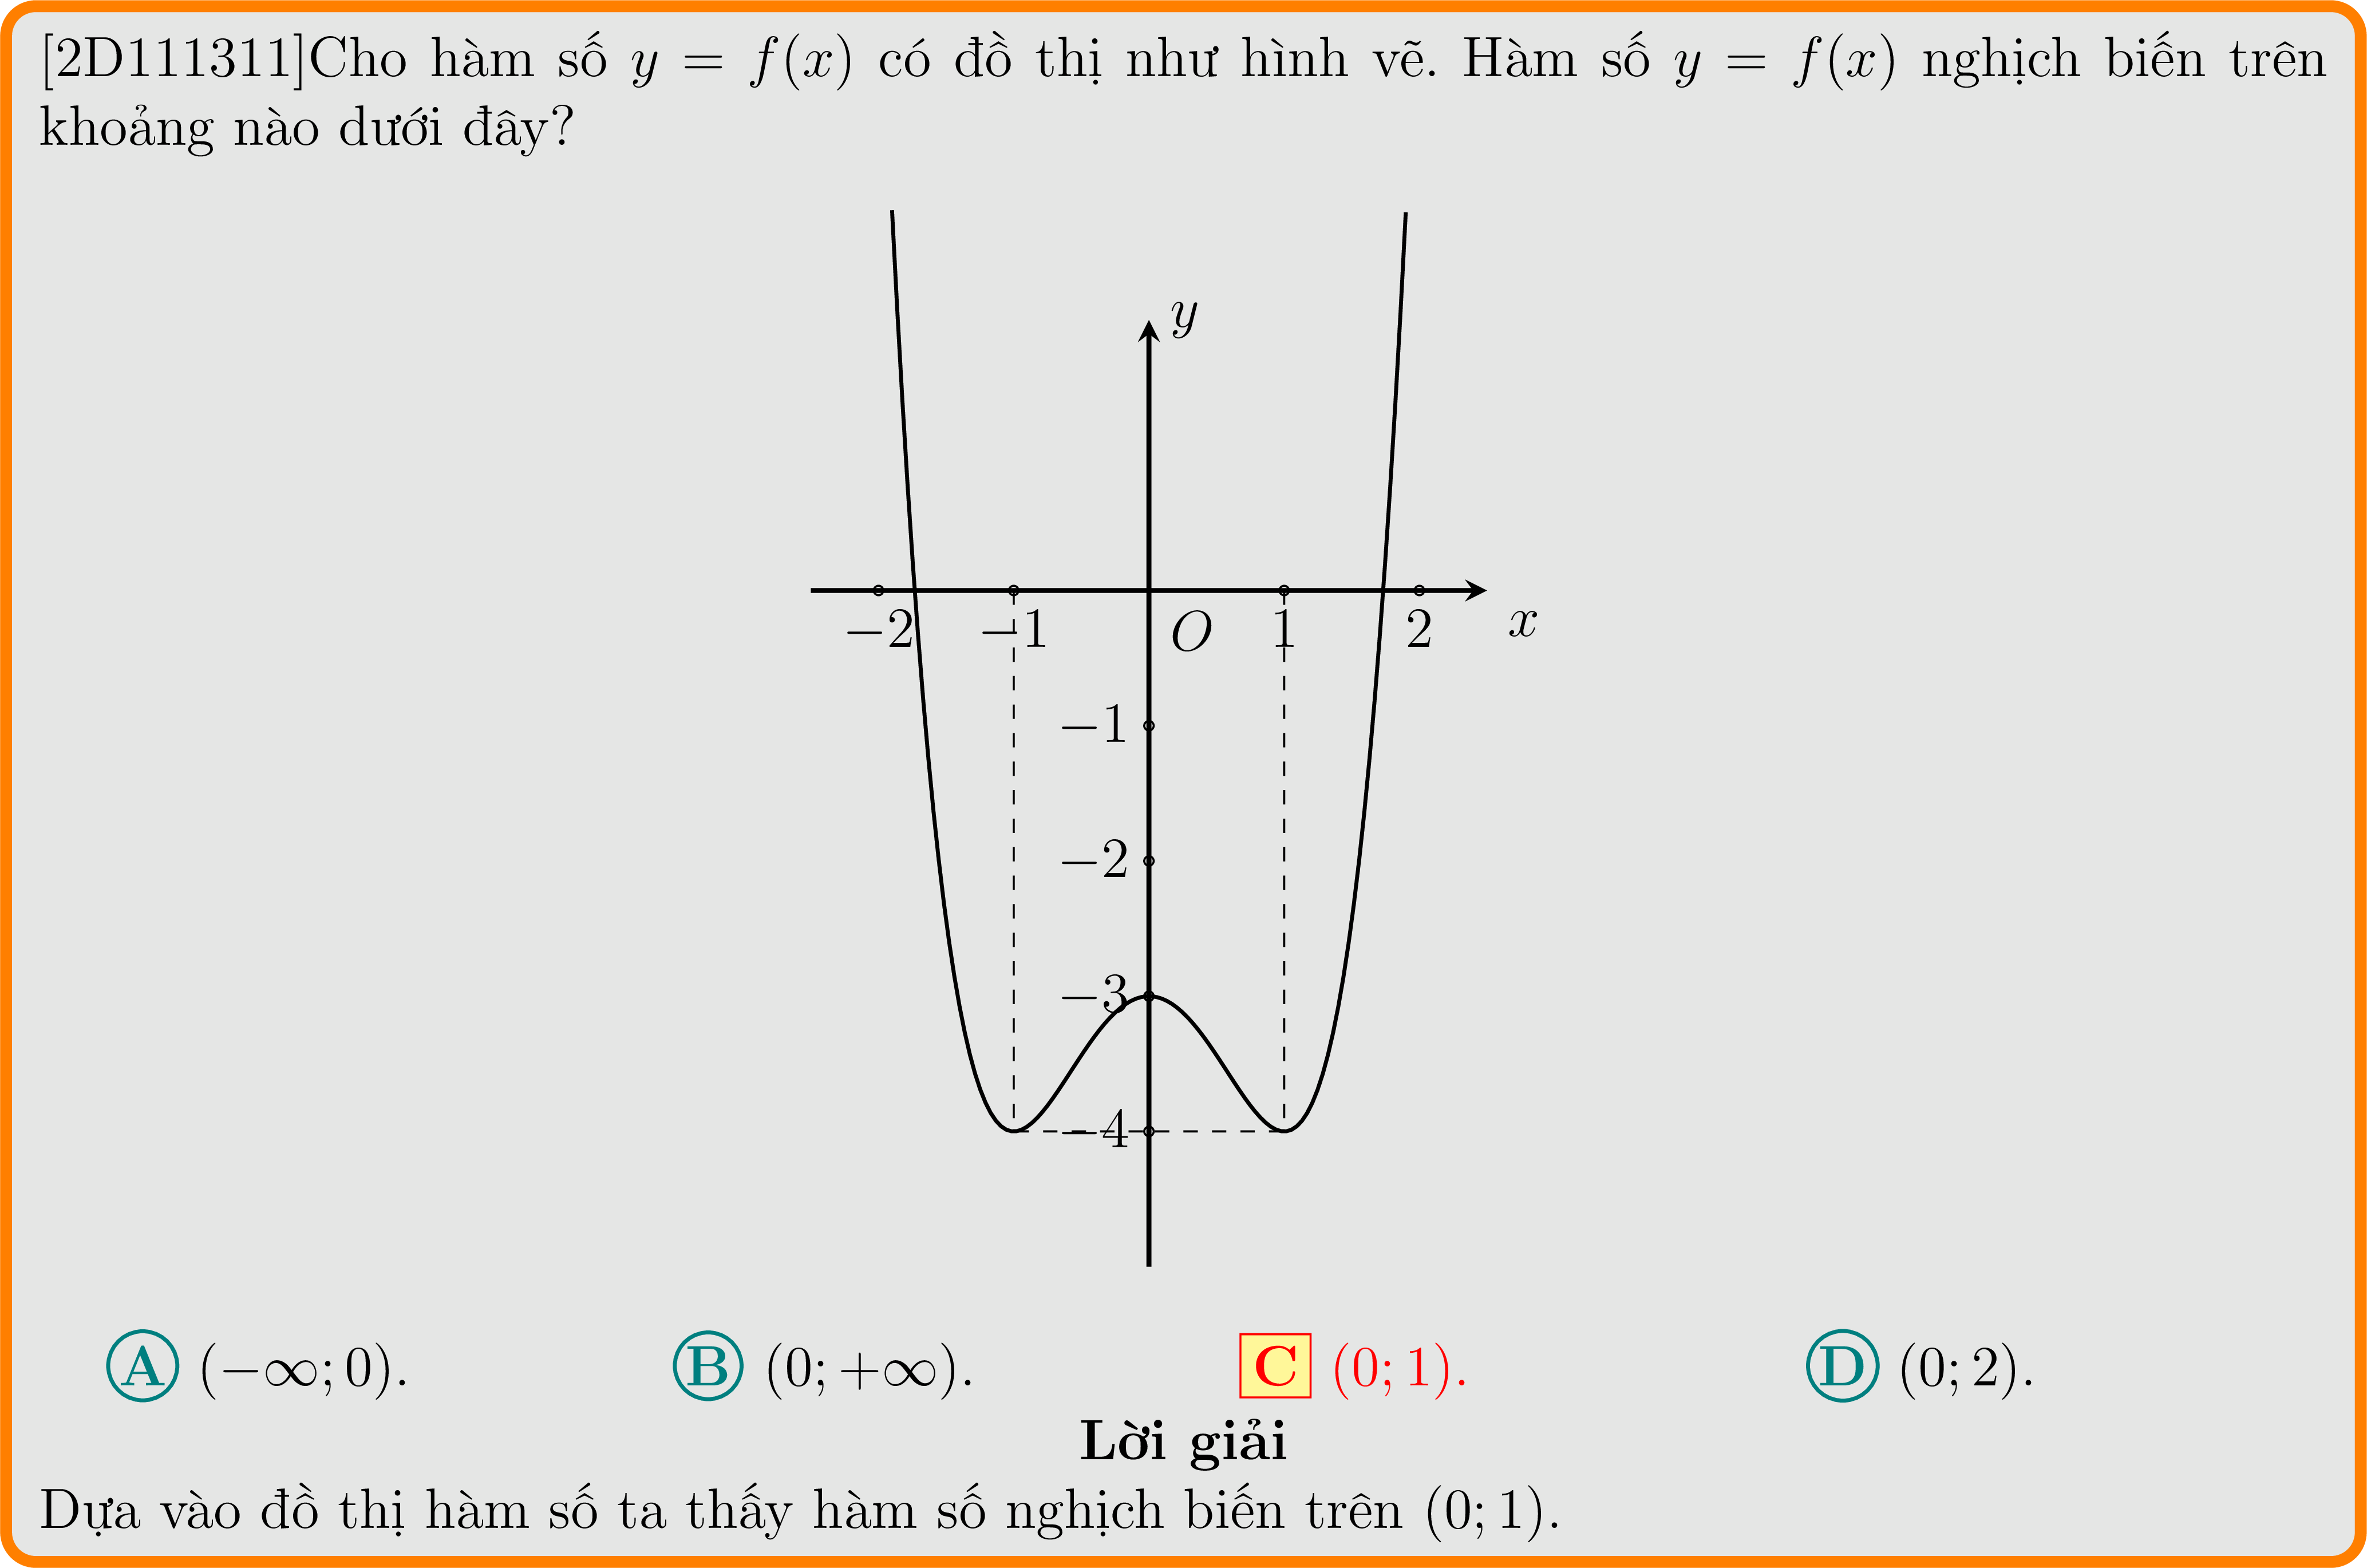 [2D111311]Cho hàm số y = f(x) có đồ thị như hình vẽ. Hàm số y = f(x) nghịch biến trên
khoảng nào dưới đây?
y
−2 −1 O 1 2 x
−1
−2
−3
−4
A (−∞; 0). B (0; +∞). C (0; 1). D (0; 2).
Lời giải
Dựa vào đồ thị hàm số ta thấy hàm số nghịch biến trên (0; 1).